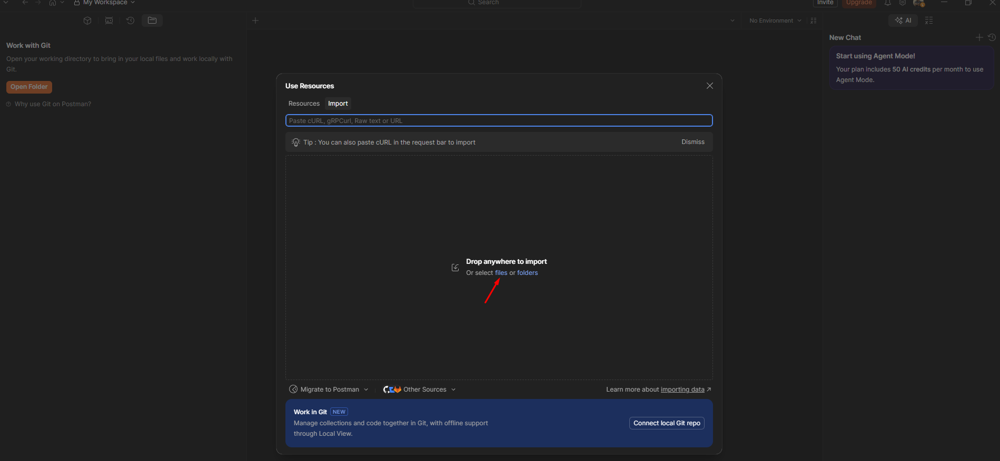 My Workspace
Search
Invite
Upgrade
No Environment
AI
Work with Git
Open your working directory to bring in your local files and work locally with
Git.
Open Folder
Why use Git on Postman?
New Chat
Start using Agent Mode!
Your plan includes 50 AI credits per month to use
Agent Mode.
Use Resources
Resources
Import
Paste cURL, gRPCurl, Raw text or URL
Tip : You can also paste cURL in the request bar to import
Dismiss
Drop anywhere to import
Or select files or folders
Migrate to Postman
Other Sources
Learn more about importing data
Work in Git NEW
Manage collections and code together in Git, with offline support
through Local View.
Connect local Git repo